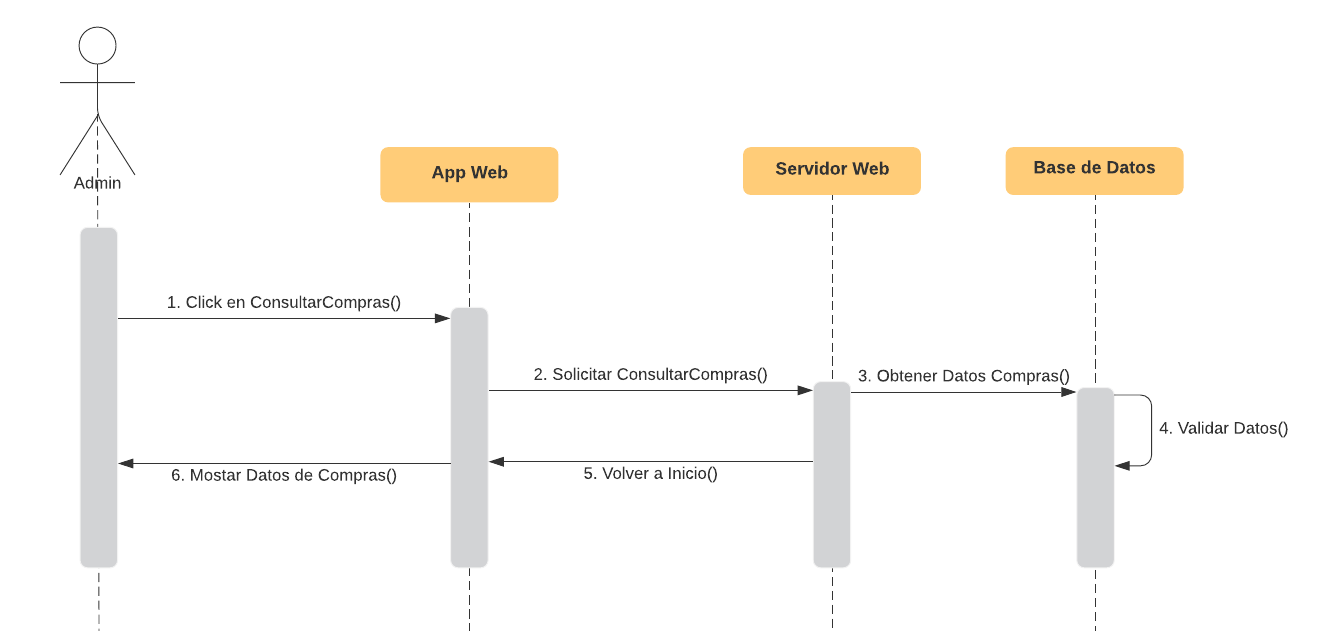 Admin
App Web
Servidor Web
Base de Datos
1. Click en ConsultarCompras()
2. Solicitar ConsultarCompras()
3. Obtener Datos Compras()
4. Validar Datos()
5. Volver a Inicio()
6. Mostar Datos de Compras()